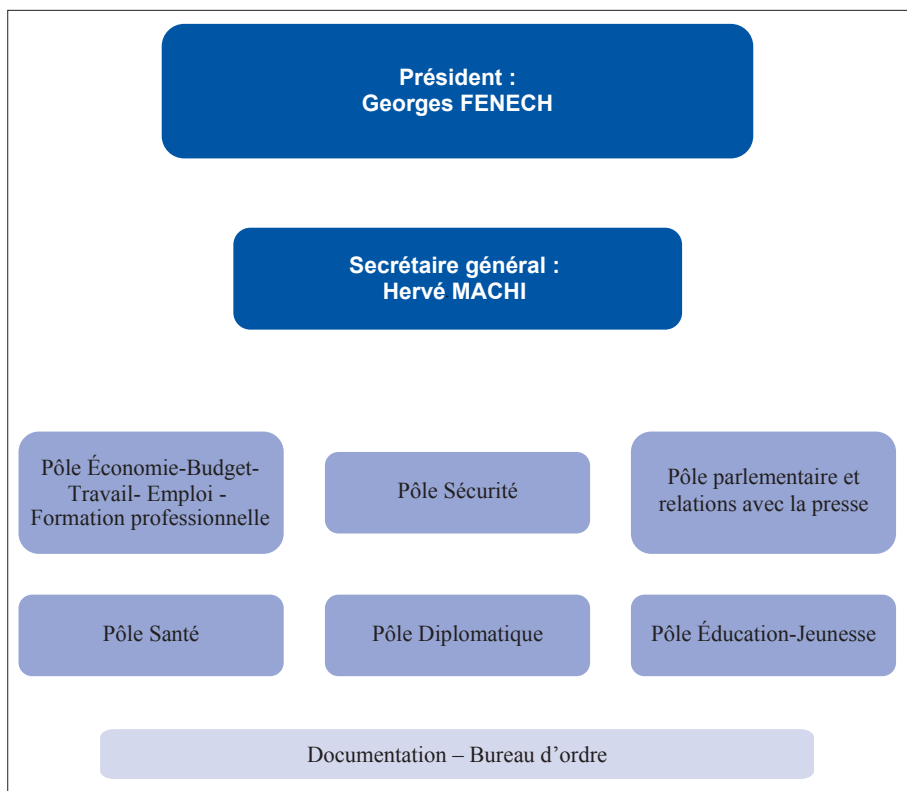 Président :
Georges FENECH
Secrétaire général :
Hervé MACHI
Pôle Économie-Budget-
Travail- Emploi -
Formation professionnelle
Pôle Sécurité
Pôle parlementaire et
relations avec la presse
Pôle Santé
Pôle Diplomatique
Pôle Éducation-Jeunesse
Documentation – Bureau d’ordre